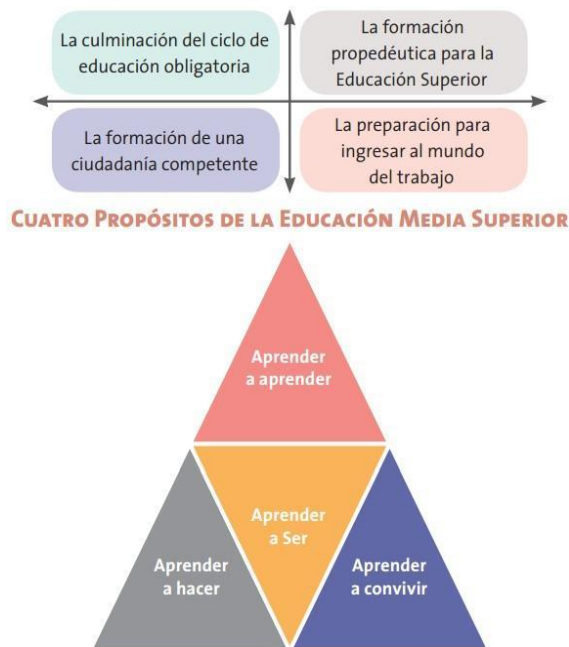 La culminación del ciclo de
educación obligatoria
La formación
propedéutica para la
Educación Superior
La formación de una
ciudadanía competente
La preparación para
ingresar al mundo
del trabajo
CUATRO PROPÓSITOS DE LA EDUCACIÓN MEDIA SUPERIOR
Aprender
a aprender
Aprender
a Ser
Aprender
a hacer
Aprender
a convivir